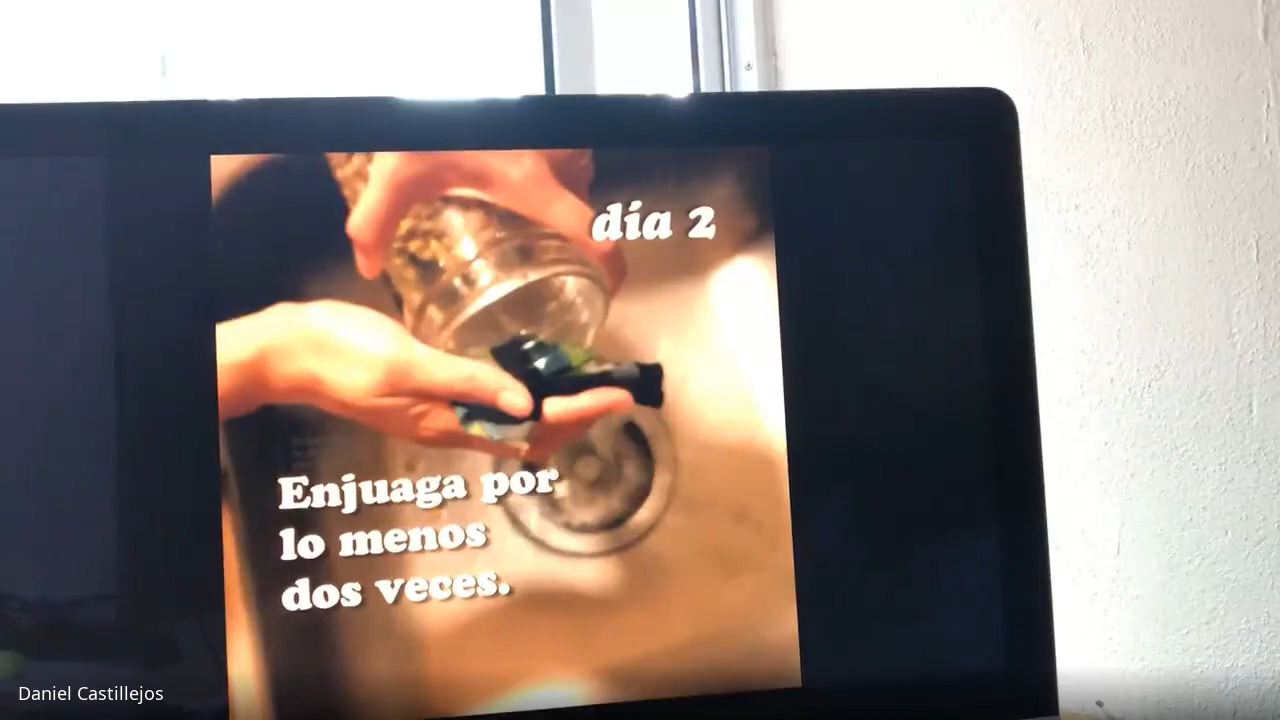 día 2
Enjuaga por
lo menos
dos veces.
Daniel Castillejos